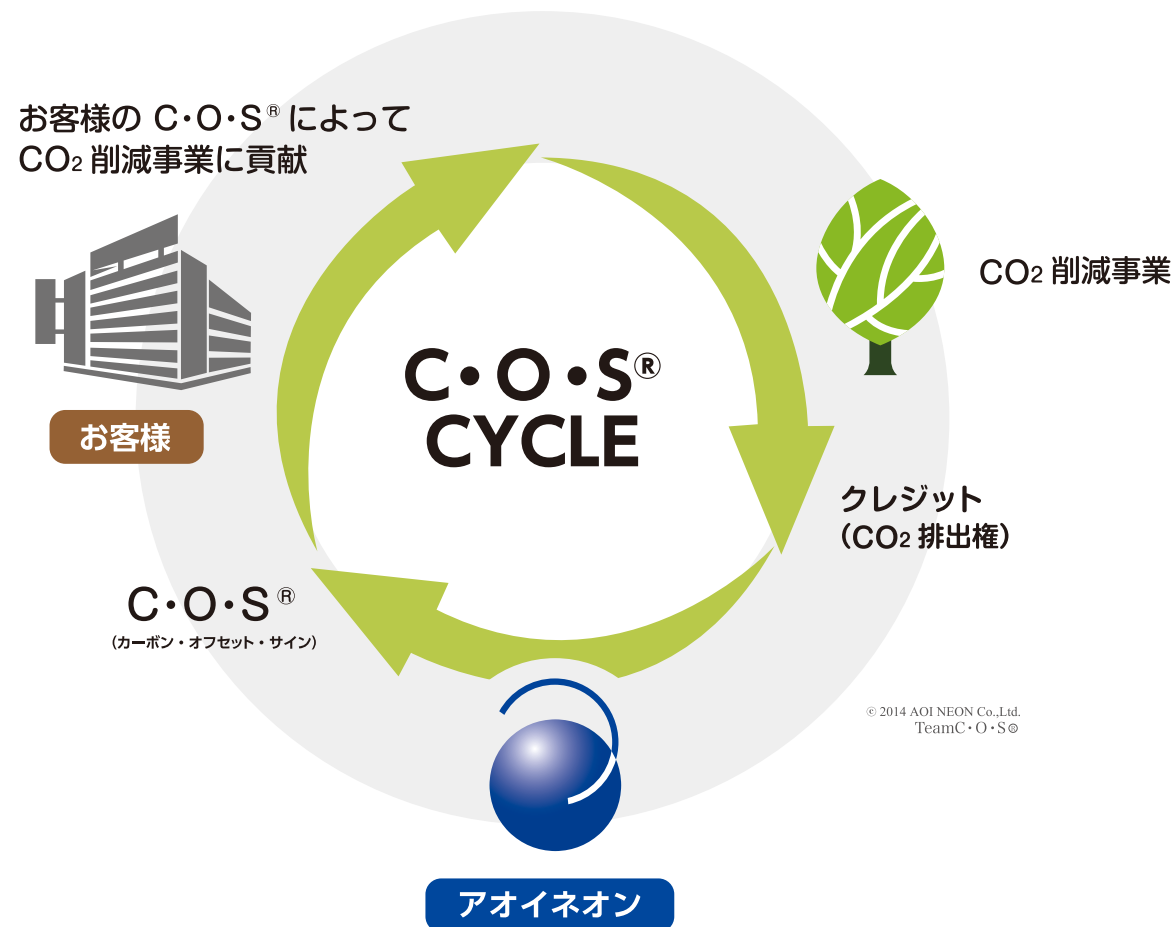 お客様の C・O・S® によって
CO₂ 削減事業に貢献
CO₂ 削減事業
C・O・S®
CYCLE
お客様
クレジット
（CO₂ 排出権）
C・O・S®
（カーボン・オフセット・サイン）
© 2014 AOI NEON Co.,Ltd.
TeamC・O・S®
アオイネオン